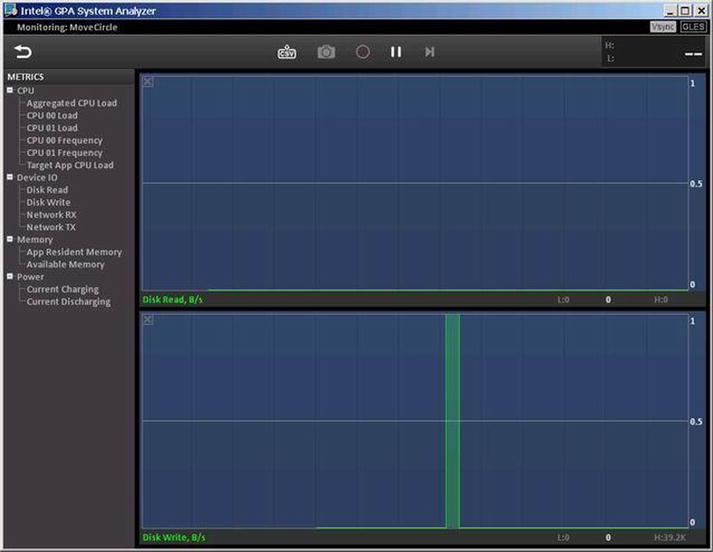 Intel® GPA System Analyzer
Monitoring: MoveCircle
Vsync GLES
CSV
H: --
L:
METRICS
CPU
Aggregated CPU Load
CPU 00 Load
CPU 01 Load
CPU 00 Frequency
CPU 01 Frequency
Target App CPU Load
Device IO
Disk Read
Disk Write
Network RX
Network TX
Memory
App Resident Memory
Available Memory
Power
Current Charging
Current Discharging
1
0.5
0
Disk Read, B/s L:0 0 H:0
1
0.5
0
Disk Write, B/s L:0 0 H:39.2K